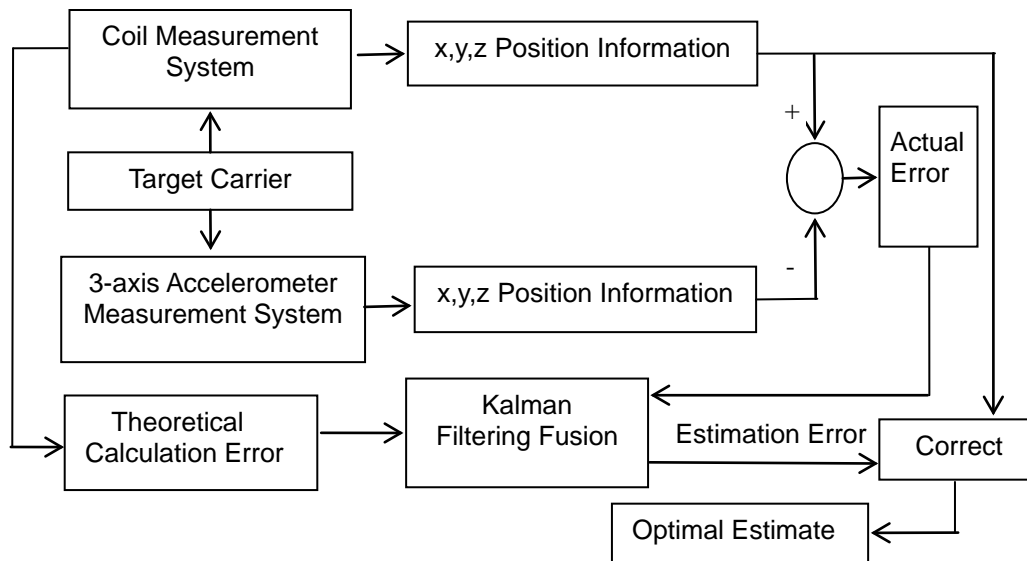 Coil Measurement
System
x,y,z Position Information
+
Actual
Error
Target Carrier
3-axis Accelerometer
Measurement System
x,y,z Position Information
-
Theoretical
Calculation Error
Kalman
Filtering Fusion
Estimation Error
Correct
Optimal Estimate